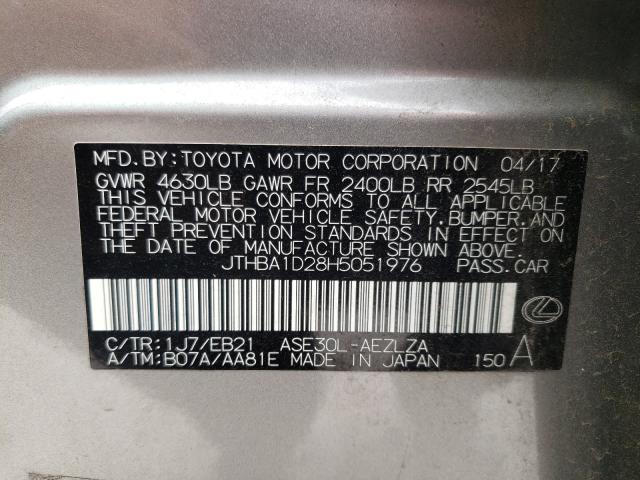 MFD.BY:TOYOTA MOTOR CORPORATION 04/17
GVWR 4630LB GAWR FR 2400LB RR 2545LB
THIS VEHICLE CONFORMS TO ALL APPLICABLE
FEDERAL MOTOR VEHICLE SAFETY,BUMPER,AND
THEFT PREVENTION STANDARDS IN EFFECT ON
THE DATE OF MANUFACTURE SHOWN ABOVE.
JTHBA1D28H5051976 PASS.CAR
C/TR:1J7/EB21 ASE30L-AEZLZA
A/TM:B07A/AA81E MADE IN JAPAN 150 A